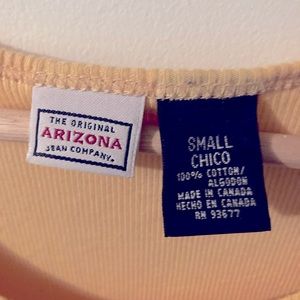 THE ORIGINAL
ARIZONA
JEAN COMPANY.
SMALL
CHICO
100% COTTON/
ALGODON
MADE IN CANADA
HECHO EN CANADA
RN 93677